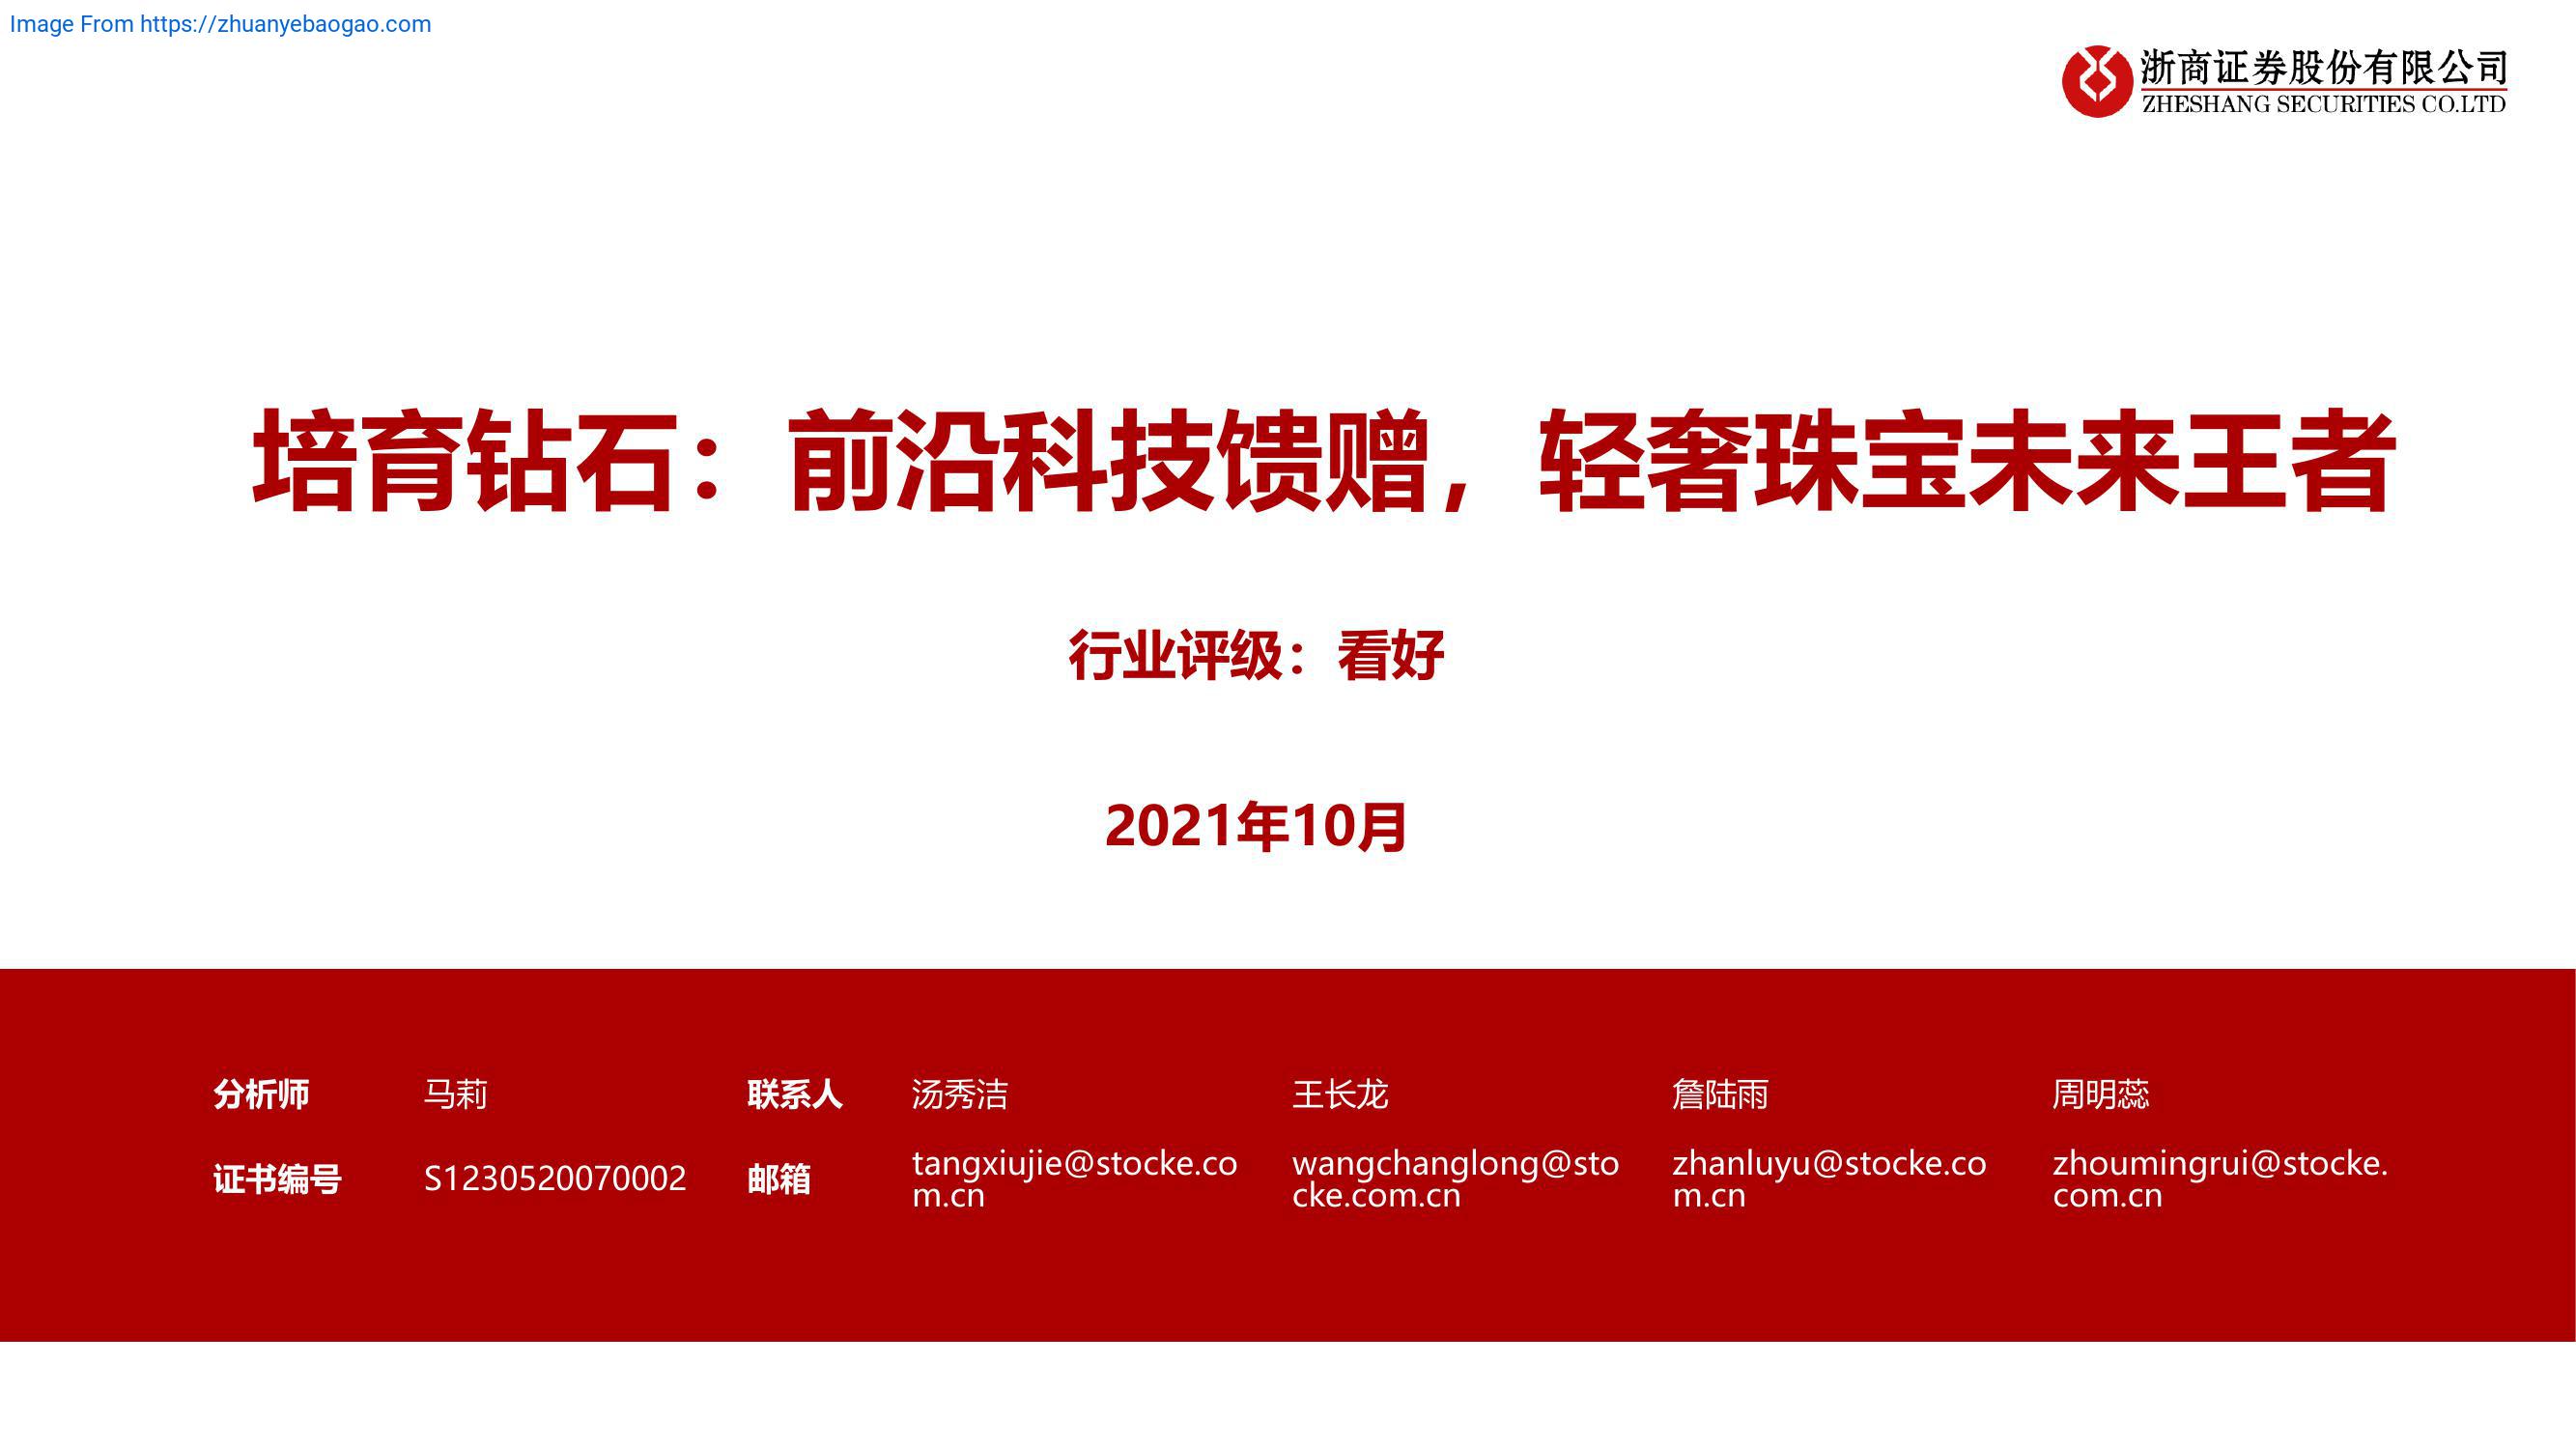 Image From https://zhuanyebaogao.com
浙商证券股份有限公司
ZHESHANG SECURITIES CO.LTD
培育钻石：前沿科技馈赠，轻奢珠宝未来王者
行业评级：看好
2021年10月
分析师 马莉 联系人 汤秀洁 王长龙 詹陆雨 周明蕊
证书编号 S1230520070002 邮箱 tangxiujie@stocke.co wangchanglong@sto zhanluyu@stocke.co zhoumingrui@stocke.
m.cn cke.com.cn m.cn com.cn